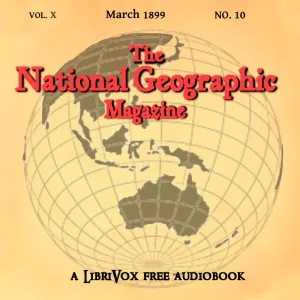 VOL. X March 1899 NO. 10
The
National Geographic
Magazine
A LIBRIVOX FREE AUDIOBOOK